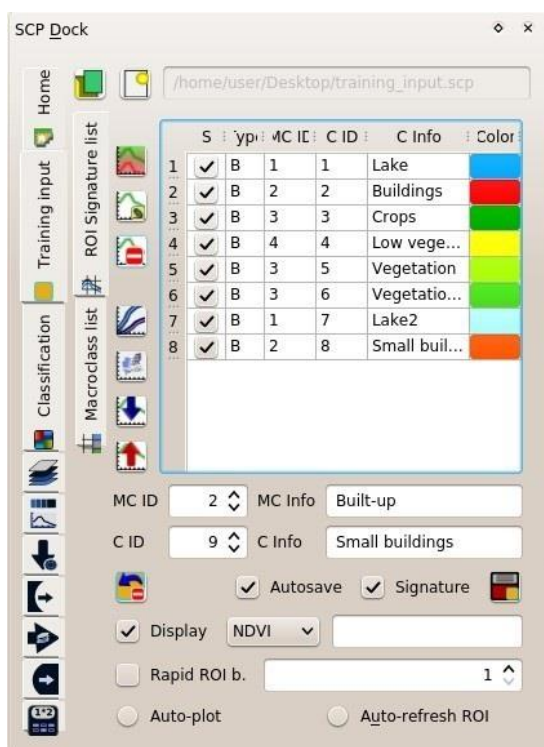 SCP Dock
Home
Training input
Classification
ROI Signature list
Macroclass list
/home/user/Desktop/training_input.scp
S Typ MC ID C ID C Info Color
1 B 1 1 Lake
2 B 2 2 Buildings
3 B 3 3 Crops
4 B 4 4 Low vege...
5 B 3 5 Vegetation
6 B 3 6 Vegetatio...
7 B 1 7 Lake2
8 B 2 8 Small buil...
MC ID 2 MC Info Built-up
C ID 9 C Info Small buildings
Autosave Signature
Display NDVI
Rapid ROI b. 1
1*2
Auto-plot Auto-refresh ROI